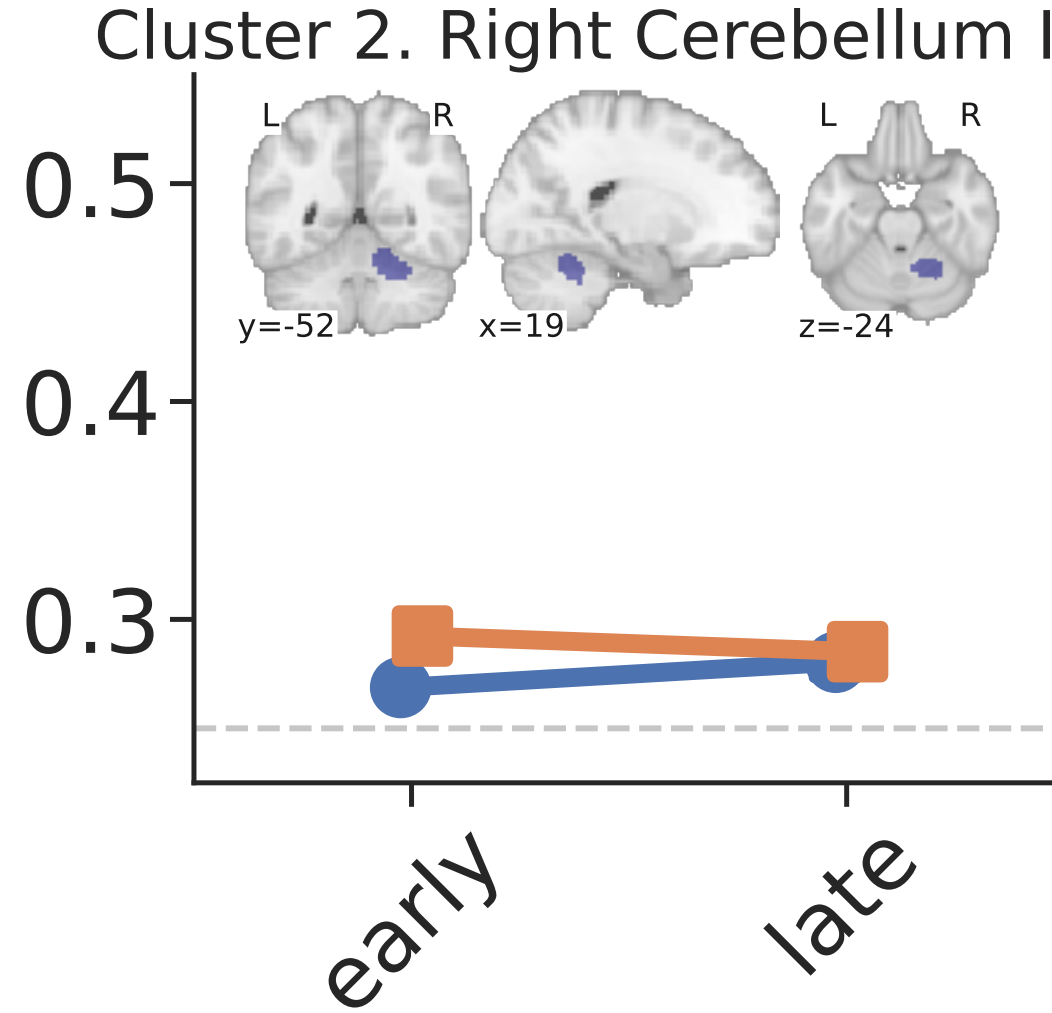 Cluster 2. Right Cerebellum
L R L R
0.5
y=-52 x=19 z=-24
0.4
0.3
early late